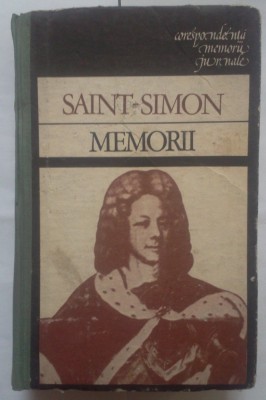 corespondență
memorii
jurnale
SAINT-SIMON
MEMORII